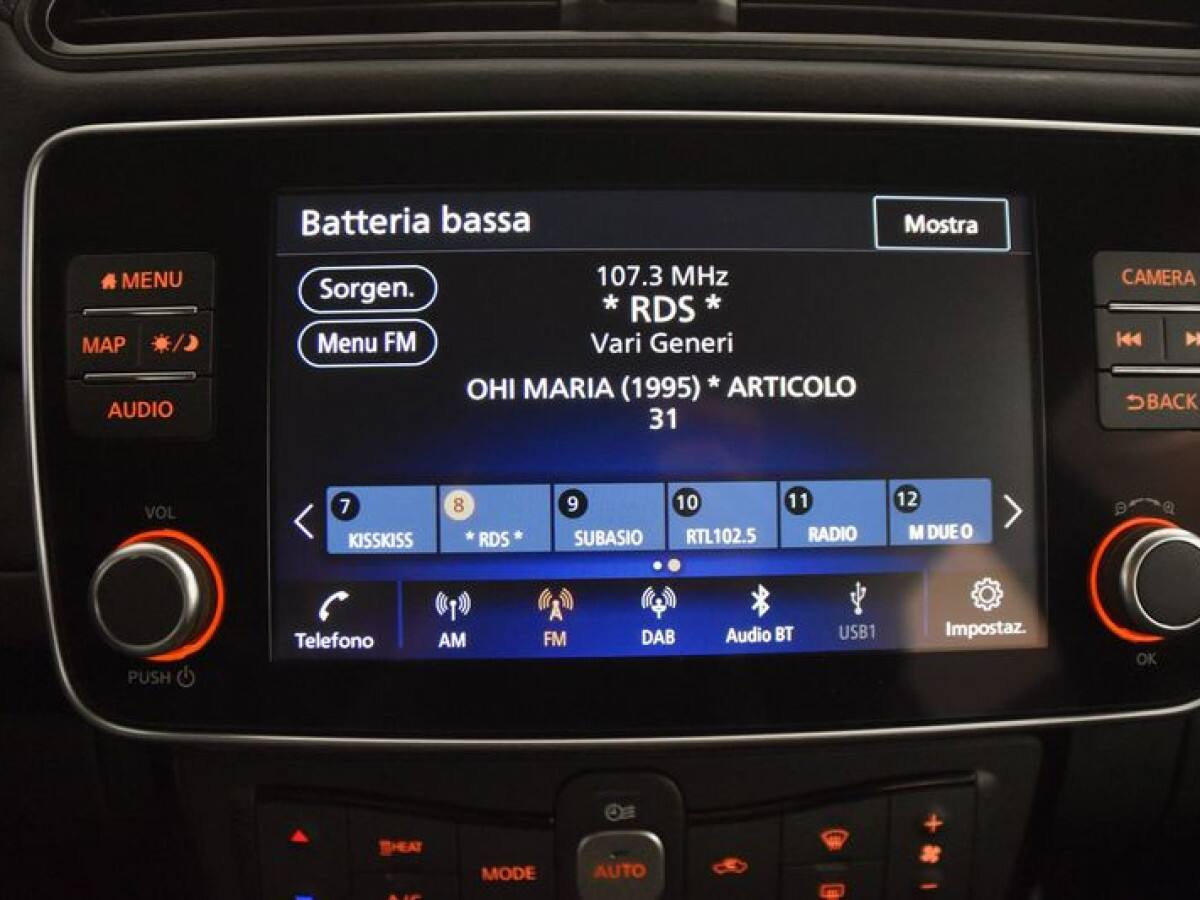 Batteria bassa
Mostra
MENU
MAP
AUDIO
VOL
PUSH
Sorgen.
Menu FM
107.3 MHz
* RDS *
Vari Generi
OHI MARIA (1995) * ARTICOLO
31
7
KISSKISS
8
* RDS *
9
SUBASIO
10
RTL102.5
11
RADIO
12
M DUE O
Telefono
AM
FM
DAB
Audio BT
USB1
Impostaz.
CAMERA
BACK
OK
HEAT
MODE
AUTO
A/C